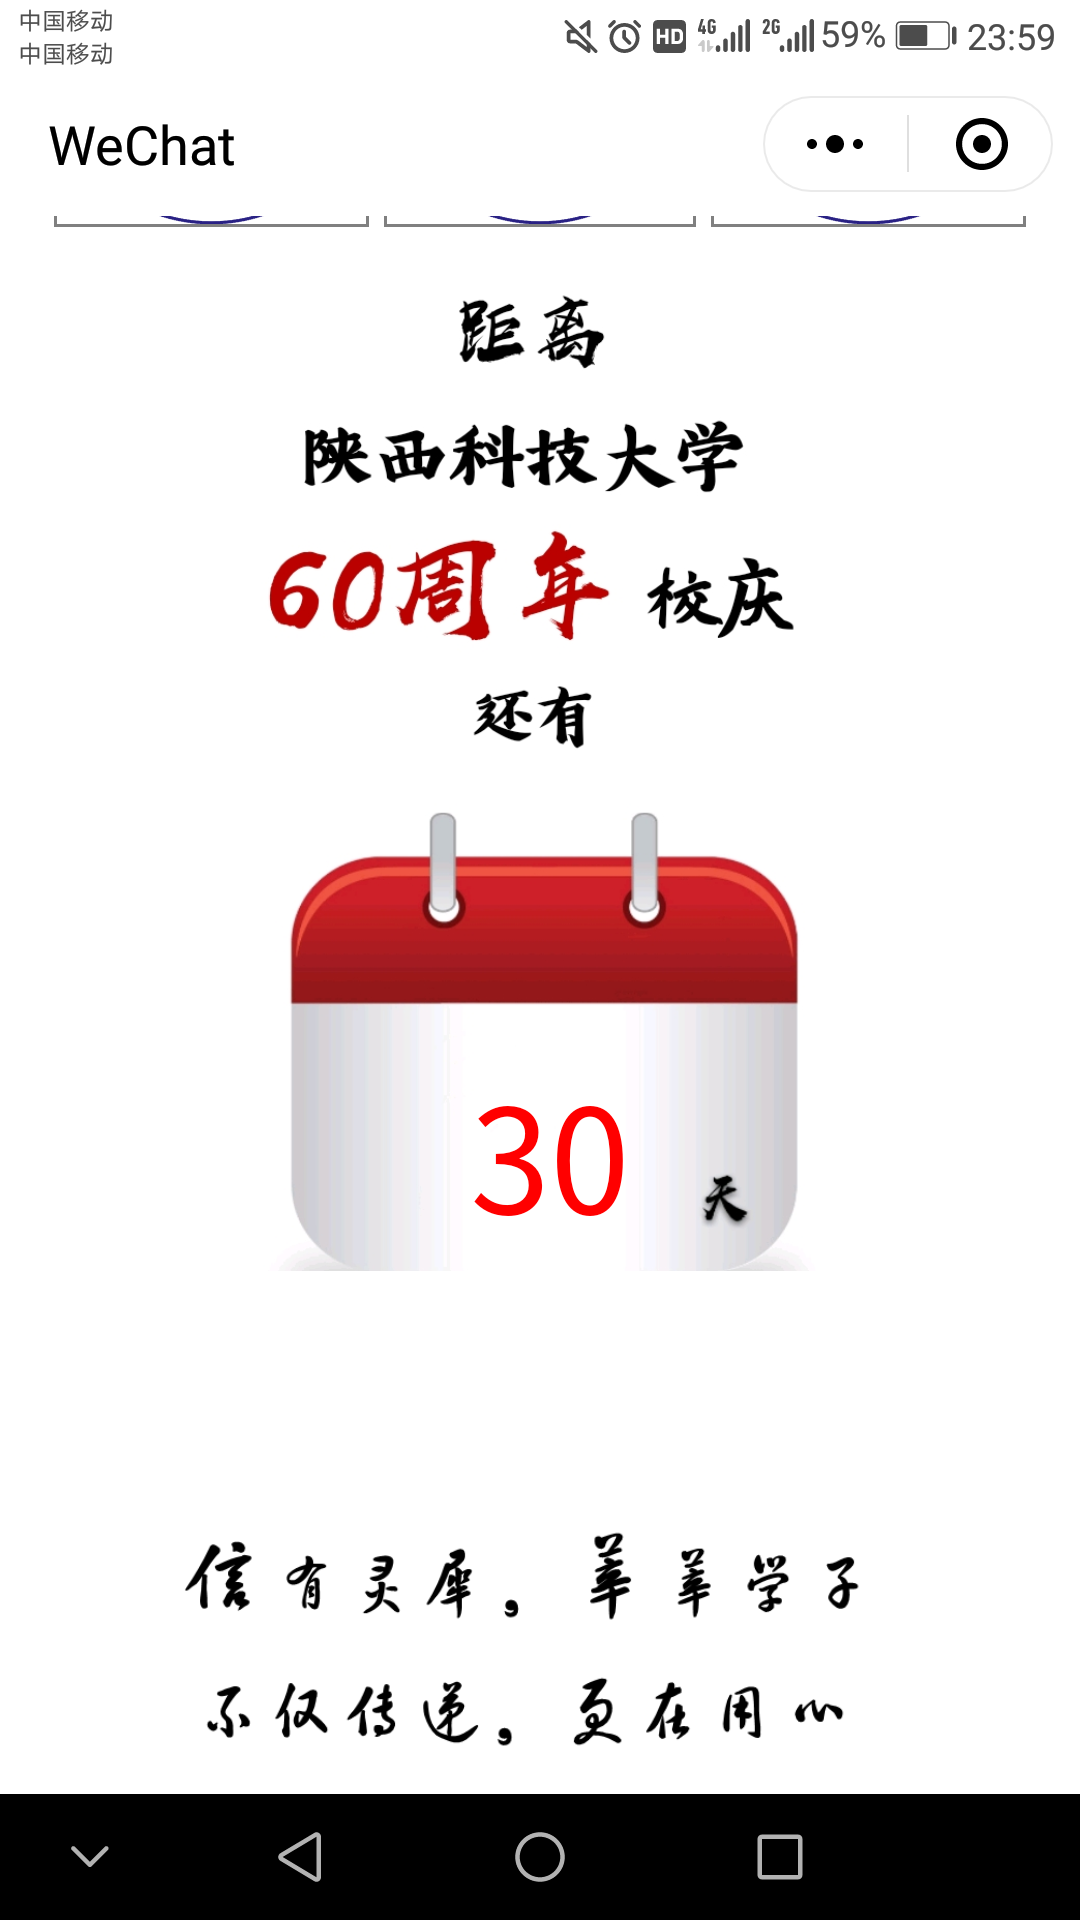 中国移动
中国移动
HD 4G 2G 59% 23:59
WeChat
距离
陕西科技大学
60周年 校庆
还有
30 天
信有灵犀，莘莘学子
不仅传递，更在用心